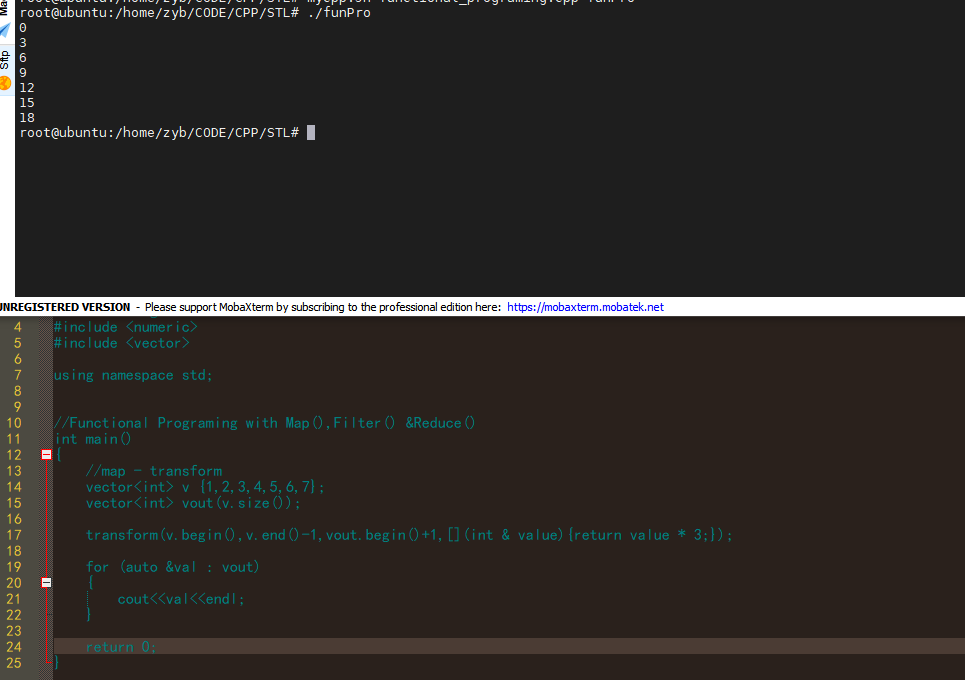 root@ubuntu:/home/zyb/CODE/CPP/STL# mycpp.sh functional_programing.cpp funPro
root@ubuntu:/home/zyb/CODE/CPP/STL# ./funPro
0
3
6
9
12
15
18
root@ubuntu:/home/zyb/CODE/CPP/STL#
Sftp
UNREGISTERED VERSION - Please support MobaXterm by subscribing to the professional edition here: https://mobaxterm.mobatek.net
4 #include <numeric>
5 #include <vector>
6
7 using namespace std;
8
9
10 //Functional Programing with Map(),Filter() &Reduce()
11 int main()
12 {
13 //map - transform
14 vector<int> v {1,2,3,4,5,6,7};
15 vector<int> vout(v.size());
16
17 transform(v.begin(),v.end()-1,vout.begin()+1,[](int & value){return value * 3;});
18
19 for (auto &val : vout)
20 {
21 cout<<val<<endl;
22 }
23
24 return 0;
25 }